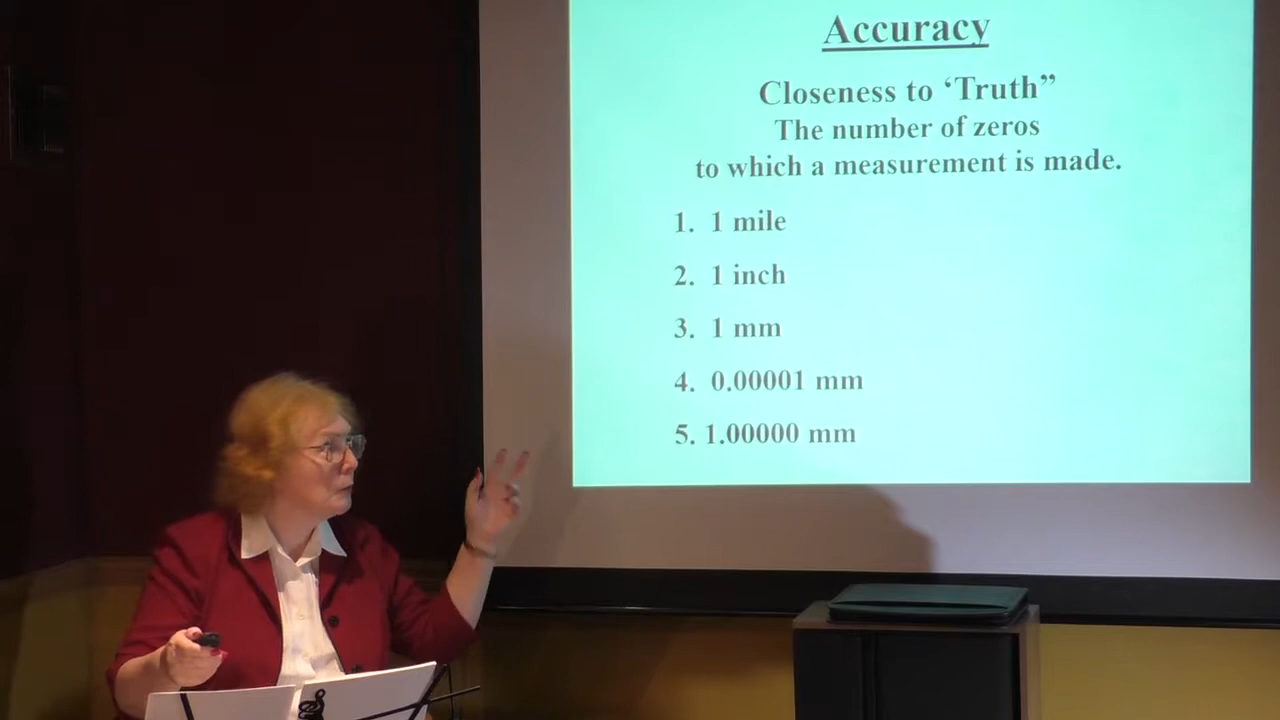 Accuracy
Closeness to ‘Truth”
The number of zeros
to which a measurement is made.
1. 1 mile
2. 1 inch
3. 1 mm
4. 0.00001 mm
5. 1.00000 mm